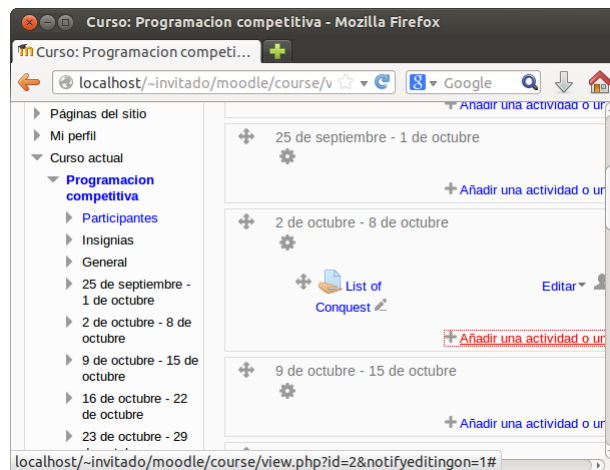 Curso: Programacion competitiva - Mozilla Firefox
Curso: Programacion competi...
localhost/~invitado/moodle/course/v
Google
Páginas del sitio
Mi perfil
Curso actual
Programacion
competitiva
Participantes
Insignias
General
25 de septiembre -
1 de octubre
2 de octubre - 8 de
octubre
9 de octubre - 15 de
octubre
16 de octubre - 22
de octubre
23 de octubre - 29
Añadir una actividad o un
25 de septiembre - 1 de octubre
Añadir una actividad o un
2 de octubre - 8 de octubre
List of
Conquest
Editar
Añadir una actividad o un
9 de octubre - 15 de octubre
Añadir una actividad o un
localhost/~invitado/moodle/course/view.php?id=2&notifyeditingon=1#